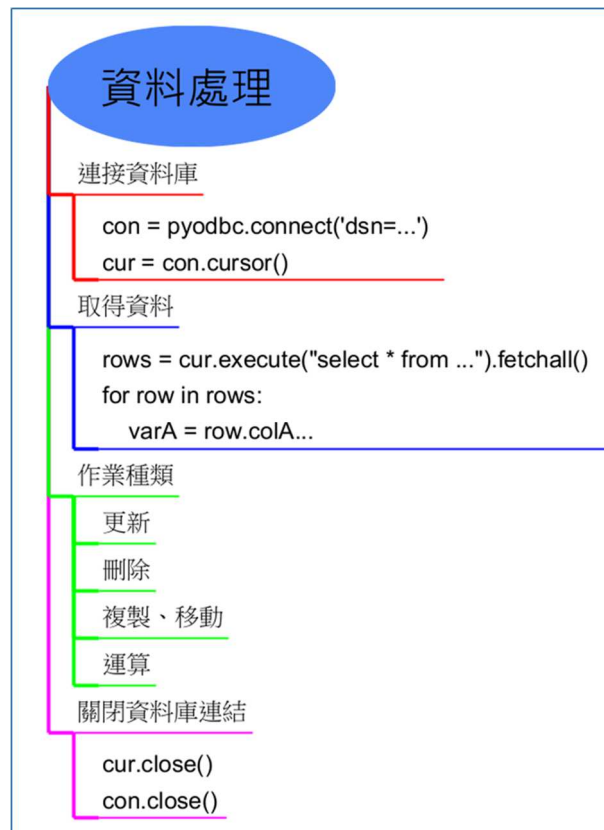 資料處理
連接資料庫
con = pyodbc.connect('dsn=...')
cur = con.cursor()
取得資料
rows = cur.execute("select * from ...").fetchall()
for row in rows:
varA = row.colA...
作業種類
更新
刪除
複製、移動
運算
關閉資料庫連結
cur.close()
con.close()